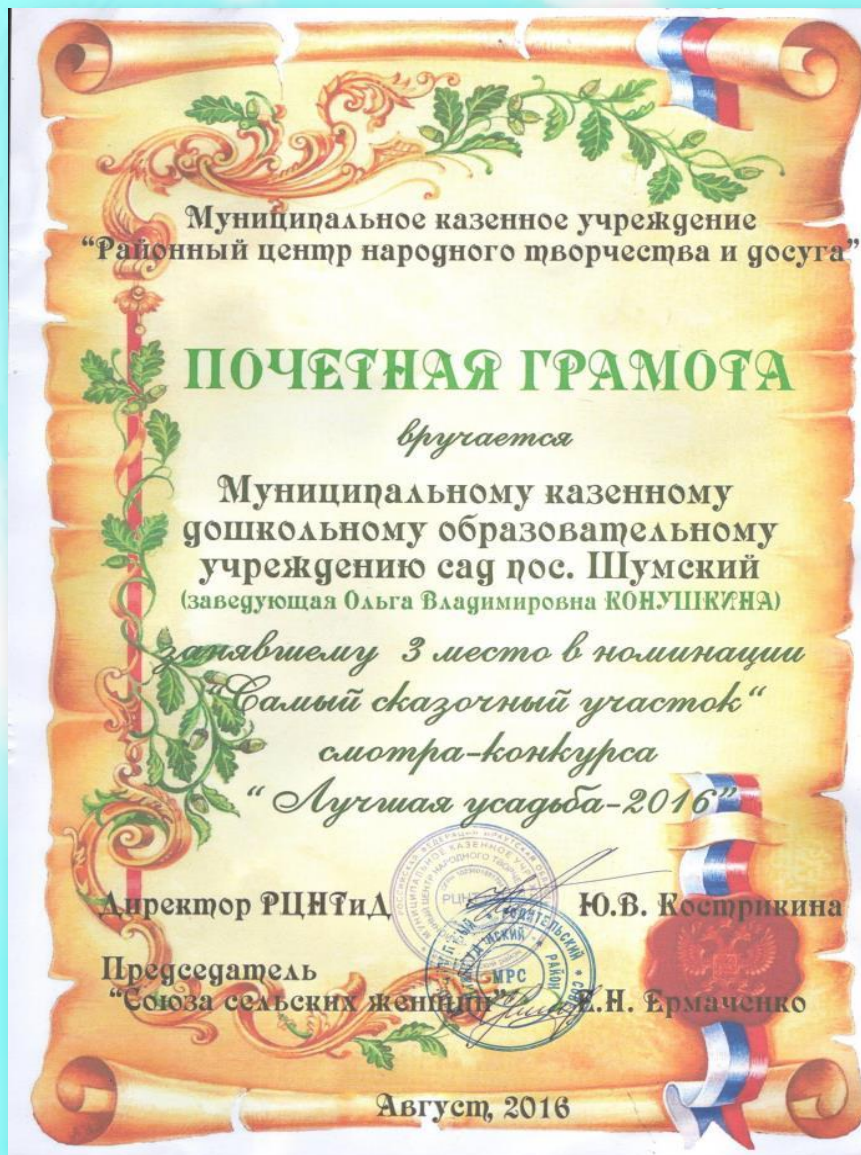 Муниципальное казенное учреждение
"Районный центр народного творчества и досуга"
ПОЧЕТНАЯ ГРАМОТА
вручается
Муниципальному казенному
дошкольному образовательному
учреждению сад пос. Шумский
(заведующая Ольга Владимировна КОНУШКИНА)
занявшему 3 место в номинации
"Самый сказочный участок"
смотра-конкурса
"Лучшая усадьба-2016"
Директор РЦНТиД Ю.В. Кострикина
Председатель
"Союза сельских женщин" Е.Н. Ермаченко
МРС
РАЙОН
Август, 2016